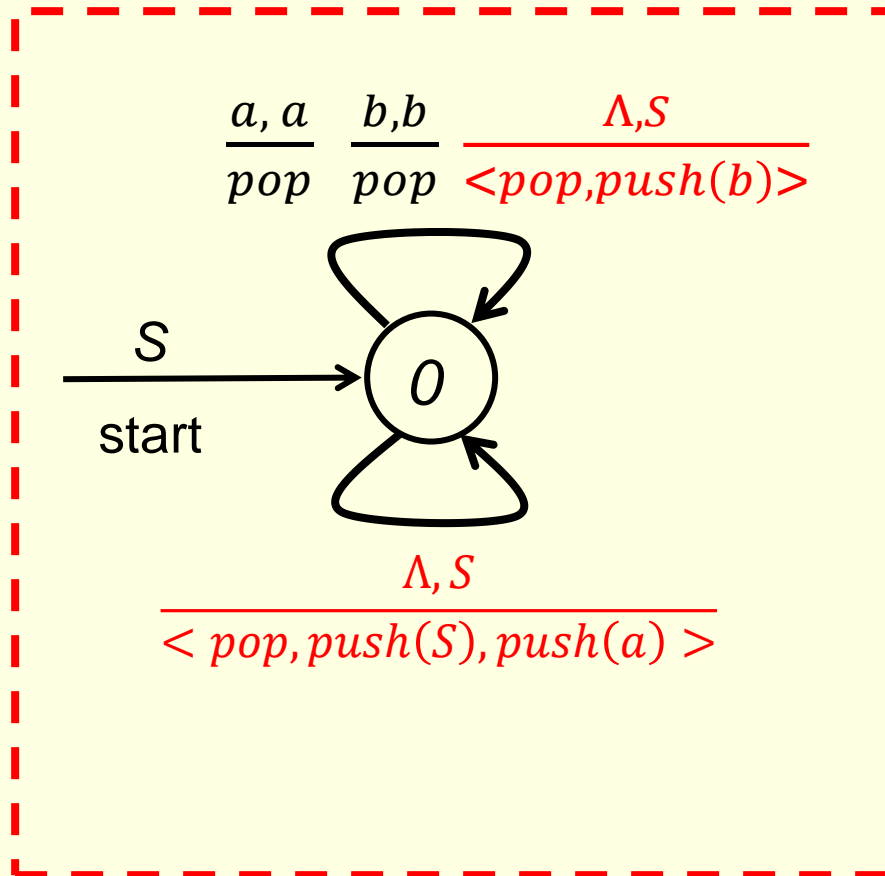 a, a b,b Λ,S
pop pop <pop,push(b)>
S
0
start
Λ, S
< pop, push(S), push(a) >